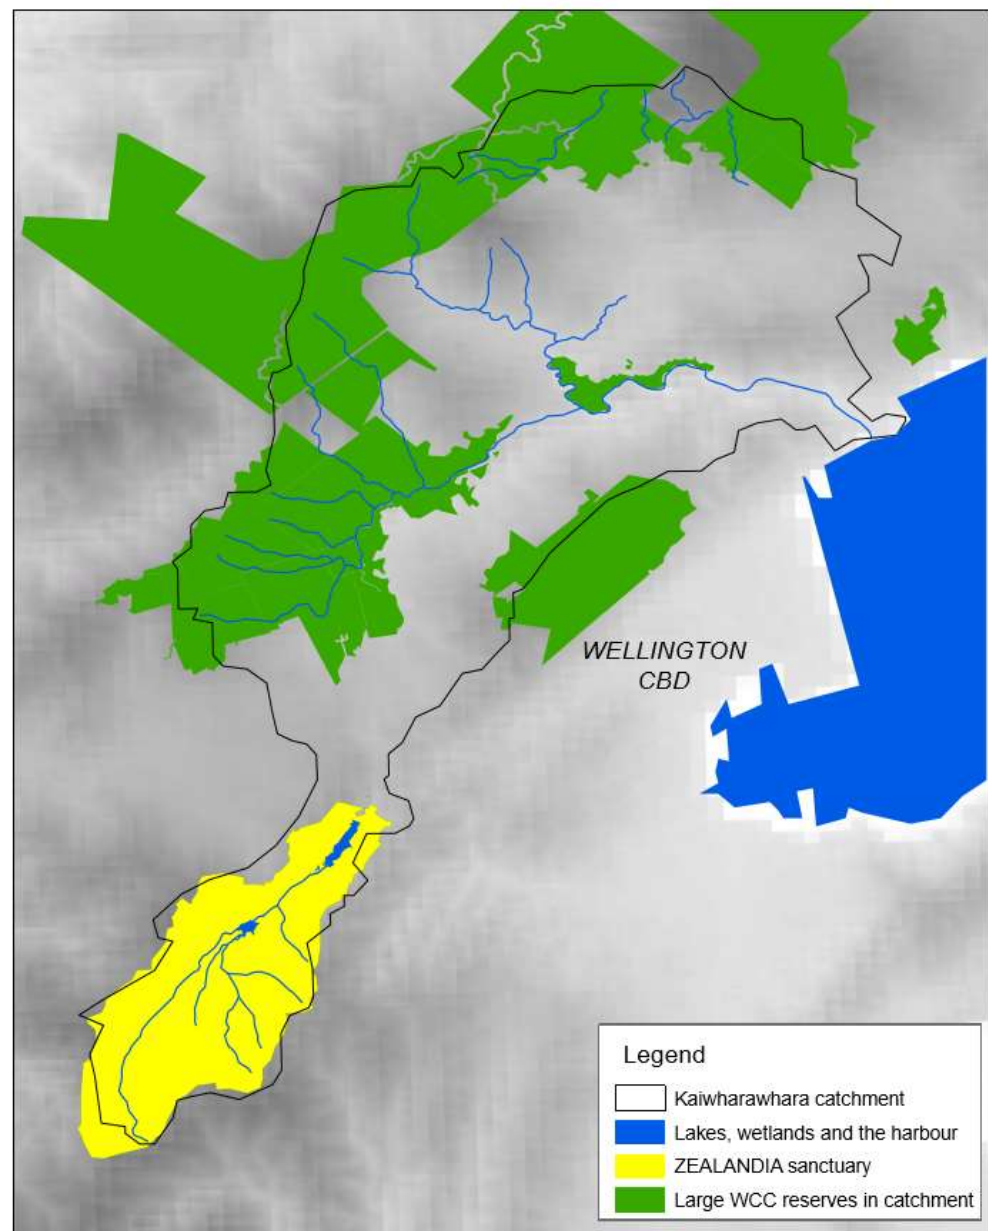 WELLINGTON
CBD
Legend
Kaiwharawhara catchment
Lakes, wetlands and the harbour
ZEALANDIA sanctuary
Large WCC reserves in catchment